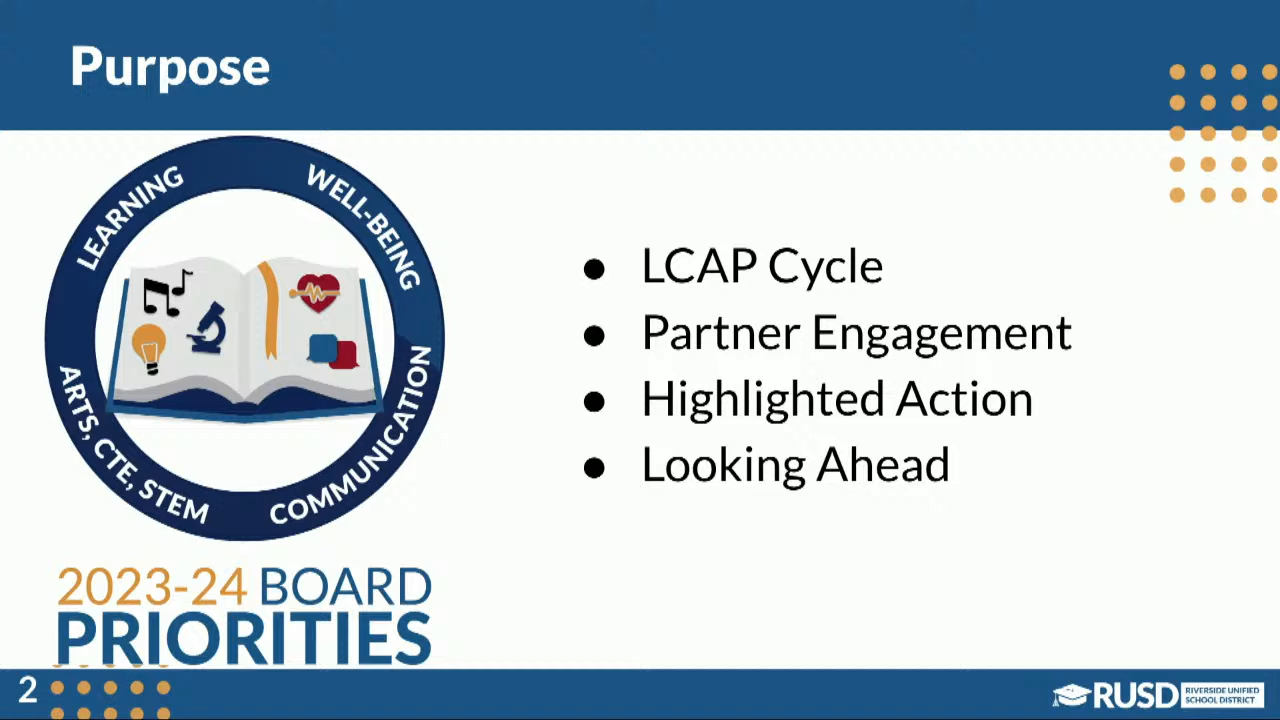 Purpose
LEARNING
WELL-BEING
ARTS, CTE, STEM
COMMUNICATION
2023-24 BOARD
PRIORITIES
● LCAP Cycle
● Partner Engagement
● Highlighted Action
● Looking Ahead
2
RUSD
RIVERSIDE UNIFIED
SCHOOL DISTRICT